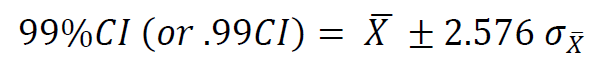 99%CI (or .99CI) = X̄ ± 2.576 σ_X̄